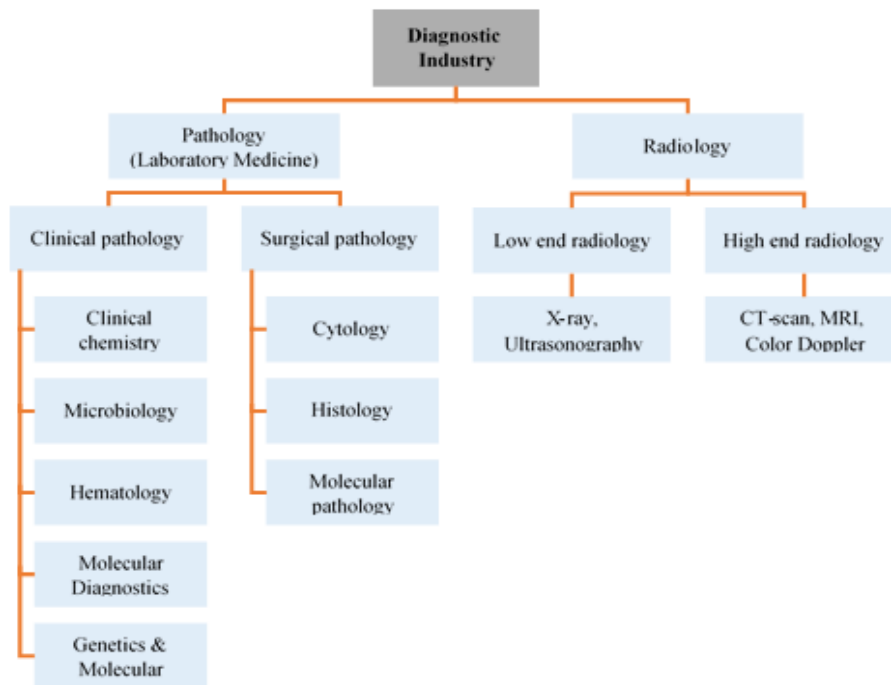 Diagnostic
Industry
Pathology
(Laboratory Medicine)
Radiology
Clinical pathology
Surgical pathology
Low end radiology
High end radiology
Clinical
chemistry
Cytology
X-ray,
Ultrasonography
CT-scan, MRI,
Color Doppler
Microbiology
Histology
Hematology
Molecular
pathology
Molecular
Diagnostics
Genetics &
Molecular